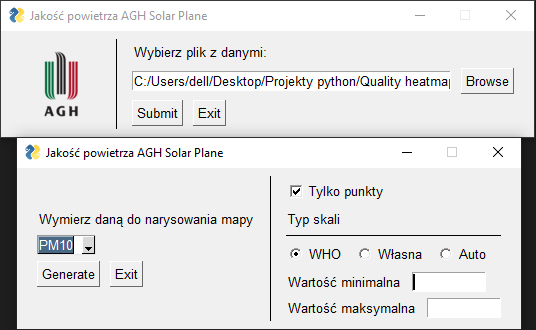 Jakość powietrza AGH Solar Plane
Wybierz plik z danymi:
C:/Users/dell/Desktop/Projekty python/Quality heatmap
Browse
AGH
Submit
Exit
Jakość powietrza AGH Solar Plane
Wymierz daną do narysowania mapy
PM10
Generate
Exit
Tylko punkty
Typ skali
WHO
Własna
Auto
Wartość minimalna
Wartość maksymalna